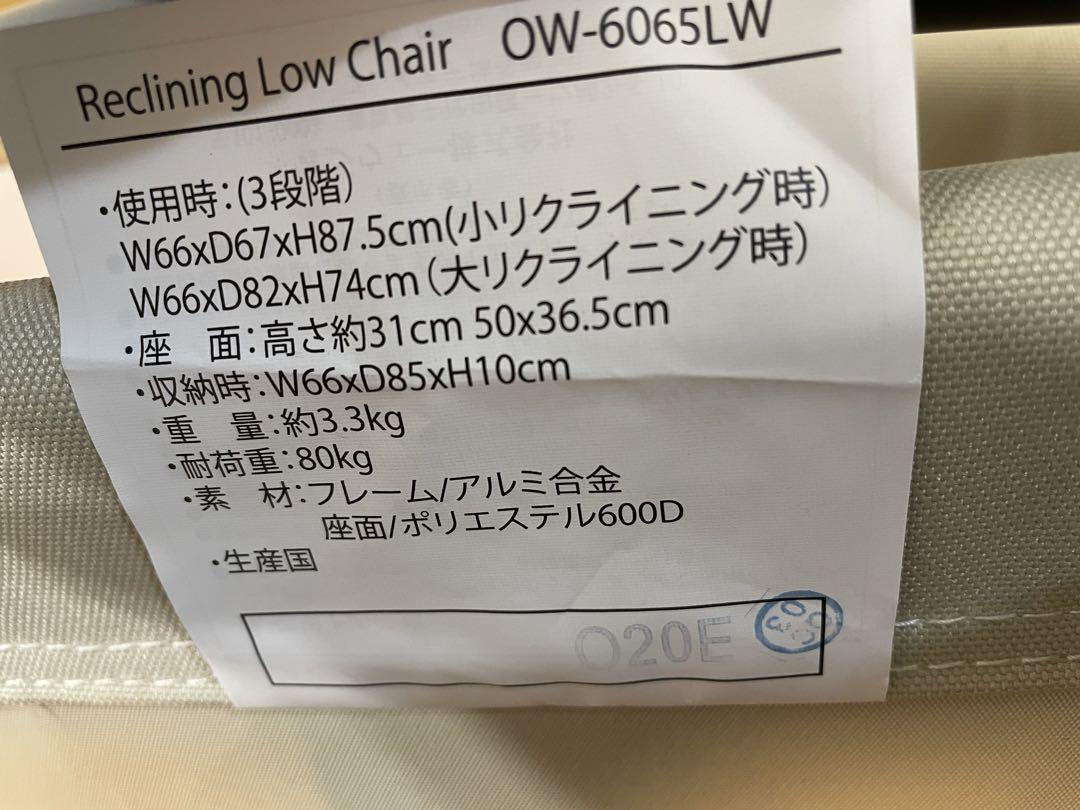 Reclining Low Chair OW-6065LW
・使用時:(3段階)
W66xD67xH87.5cm(小リクライニング時)
W66xD82xH74cm(大リクライニング時)
・座 面:高さ約31cm 50x36.5cm
・収納時:W66xD85xH10cm
・重 量:約3.3kg
・耐荷重:80kg
・素 材:フレーム/アルミ合金
座面/ポリエステル600D
・生産国
O20E